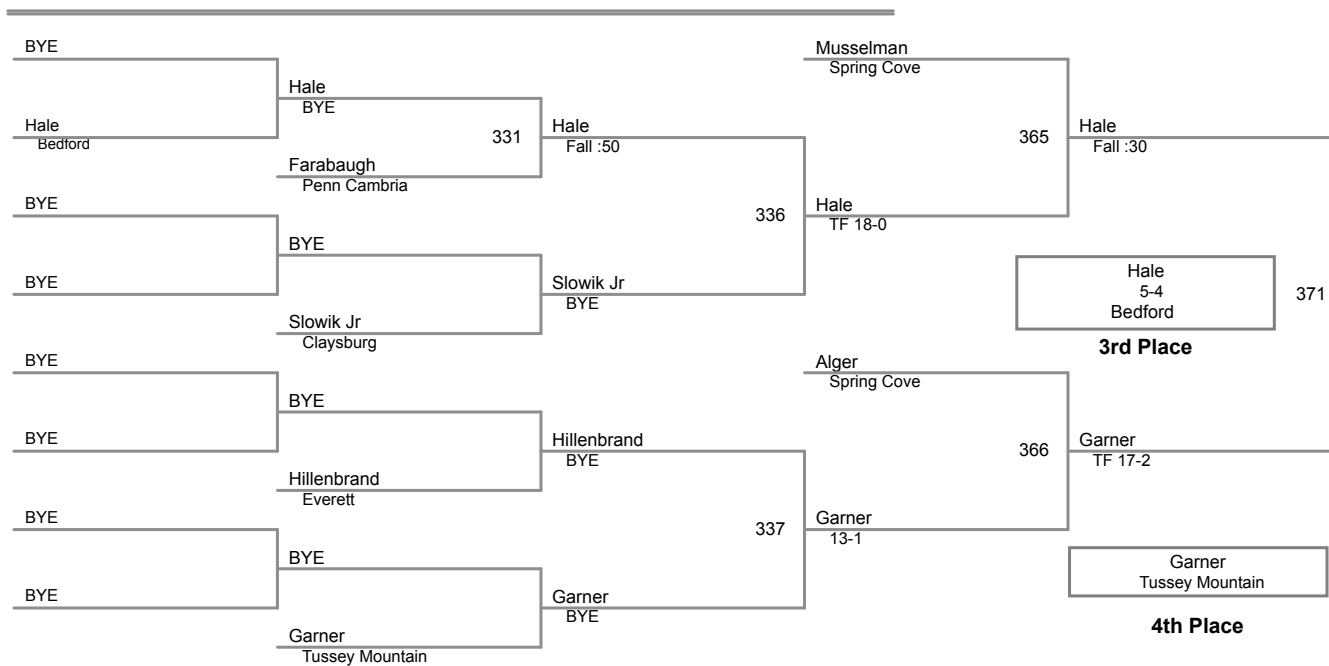 BYE
Hale
Bedford
BYE
BYE
BYE
BYE
BYE
BYE
Hale
BYE
Farabaugh
Penn Cambria
BYE
Slowik Jr
Claysburg
BYE
Hillenbrand
Everett
BYE
Garner
Tussey Mountain
331
Hale
Fall :50
Slowik Jr
BYE
Hillenbrand
BYE
Garner
BYE
336
337
Musselman
Spring Cove
Hale
TF 18-0
Alger
Spring Cove
Garner
13-1
365
366
Hale
Fall :30
Garner
TF 17-2
Hale
5-4
Bedford
371
3rd Place
Garner
Tussey Mountain
4th Place